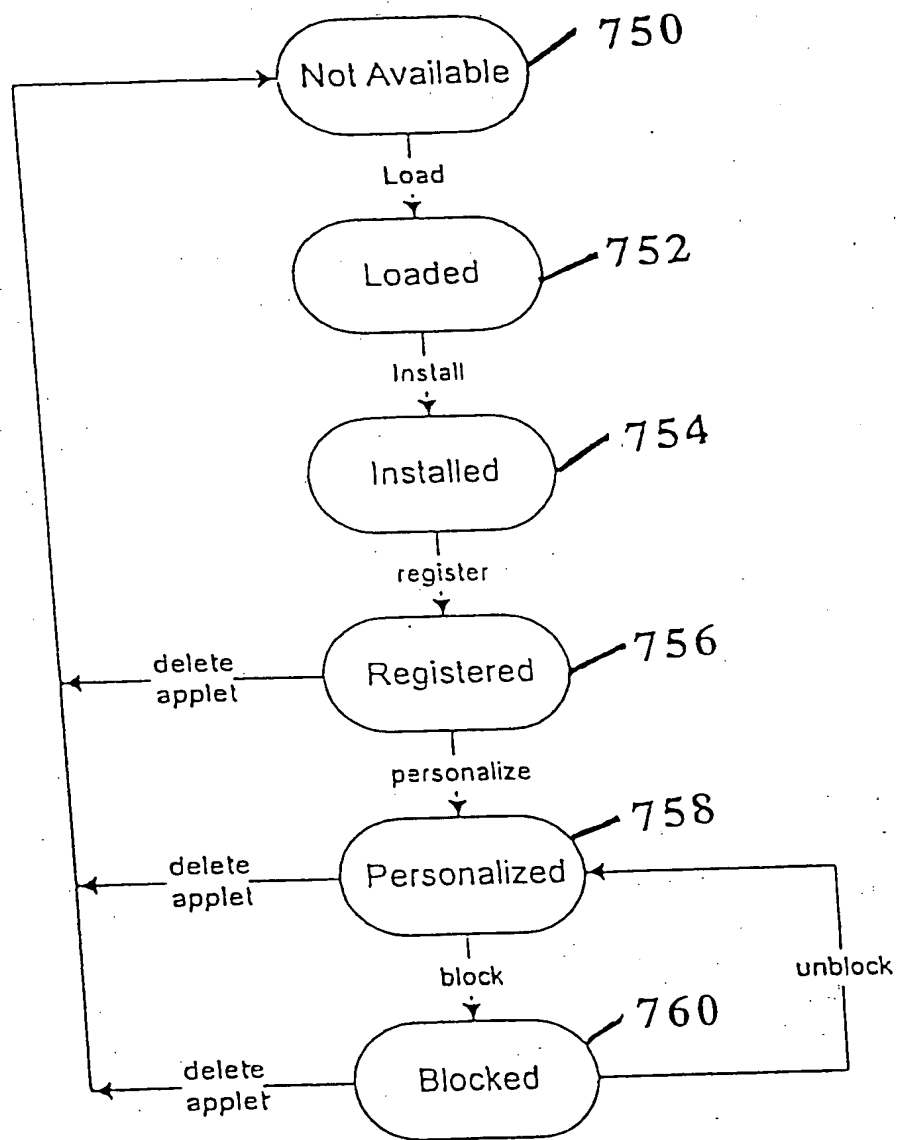 750
Not Available
Load
752
Loaded
Install
754
Installed
register
756
Registered
delete
applet
personalize
758
Personalized
delete
applet
block
unblock
760
Blocked
delete
applet